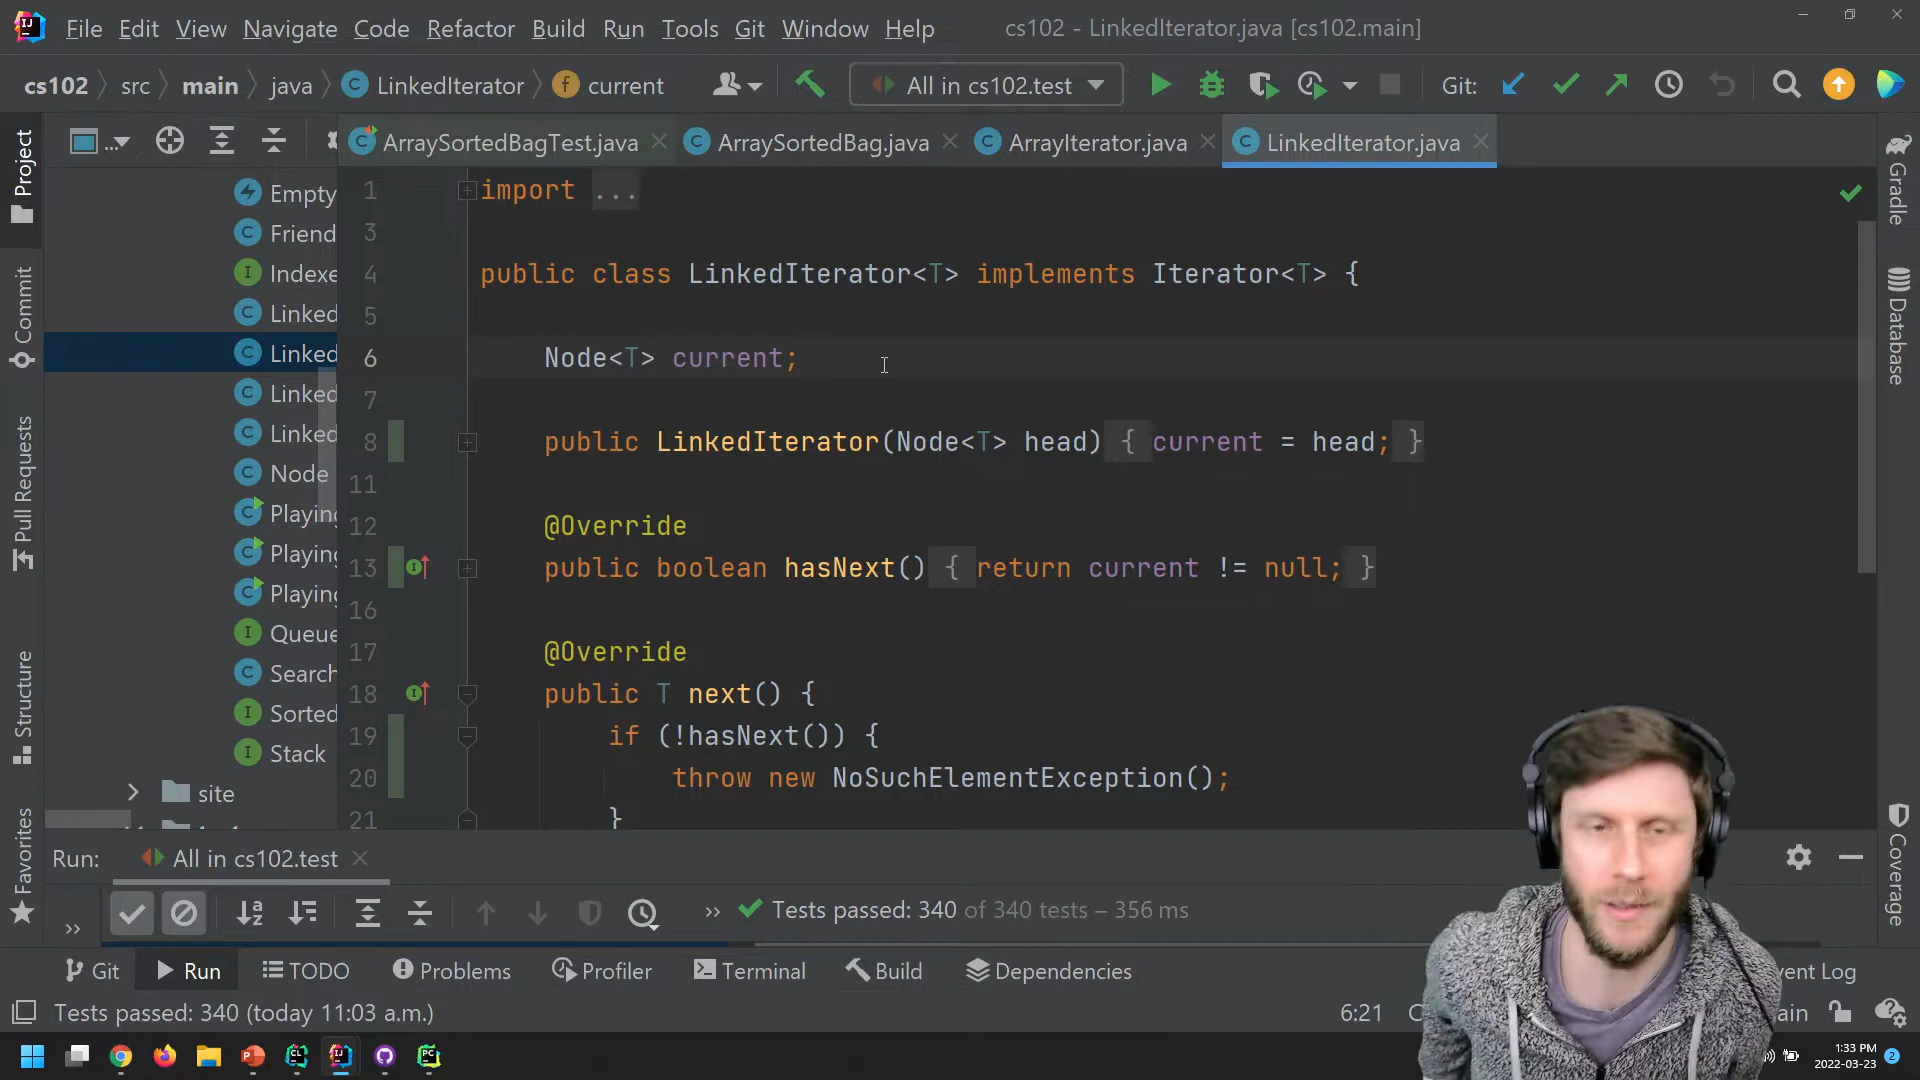 File Edit View Navigate Code Refactor Build Run Tools Git Window Help cs102 - LinkedIterator.java [cs102.main]
cs102 src main java LinkedIterator current All in cs102.test Git:
ArraySortedBagTest.java ArraySortedBag.java ArrayIterator.java LinkedIterator.java
Project
Commit
Pull Requests
Structure
Favorites
Empty
Friend
Indexe
Linked
Linked
Linked
Linked
Node
Playing
Playing
Playing
Queue
Search
Sorted
Stack
site
1 import ...
3
4 public class LinkedIterator<T> implements Iterator<T> {
5
6 Node<T> current;
7
8 public LinkedIterator(Node<T> head) { current = head; }
11
12 @Override
13 public boolean hasNext() { return current != null; }
16
17 @Override
18 public T next() {
19 if (!hasNext()) {
20 throw new NoSuchElementException();
21 }
Gradle
Database
Coverage
Run: All in cs102.test
Tests passed: 340 of 340 tests – 356 ms
Git Run TODO Problems Profiler Terminal Build Dependencies vent Log
Tests passed: 340 (today 11:03 a.m.) 6:21 ain
1:33 PM
2022-03-23
2